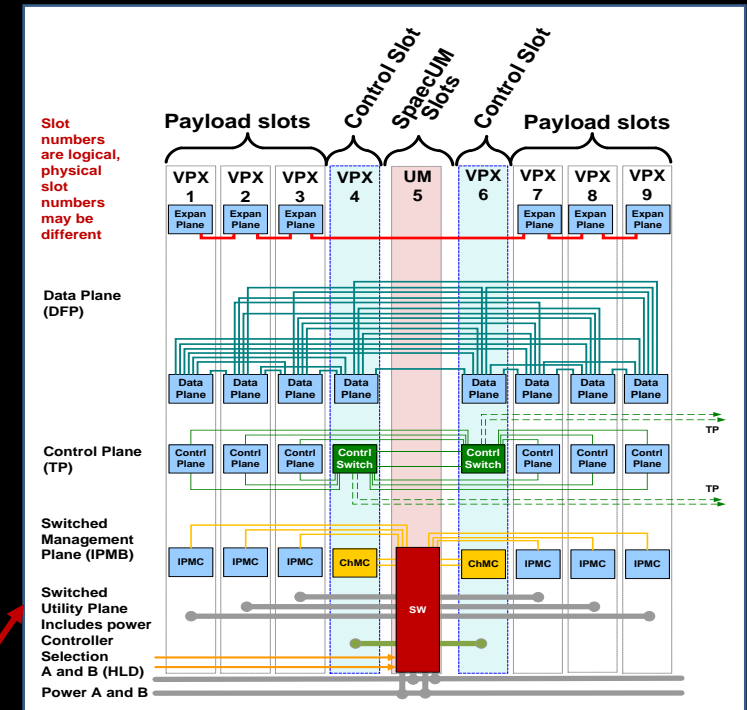 Control Slot
SpaecUM
Slots
Control Slot
Payload slots
Payload slots
Slot
numbers
are logical,
physical
slot
numbers
may be
different
VPX
1
VPX
2
VPX
3
VPX
4
UM
5
VPX
6
VPX
7
VPX
8
VPX
9
Expan
Plane
Expan
Plane
Expan
Plane
Expan
Plane
Expan
Plane
Expan
Plane
Data Plane
(DFP)
Data
Plane
Data
Plane
Data
Plane
Data
Plane
Data
Plane
Data
Plane
Data
Plane
Data
Plane
TP
Control Plane
(TP)
Contrl
Plane
Contrl
Plane
Contrl
Plane
Contrl
Switch
Contrl
Switch
Contrl
Plane
Contrl
Plane
Contrl
Plane
TP
Switched
Management
Plane (IPMB)
IPMC
IPMC
IPMC
ChMC
SW
ChMC
IPMC
IPMC
IPMC
Switched
Utility Plane
Includes power
Controller
Selection
A and B (HLD)
Power A and B